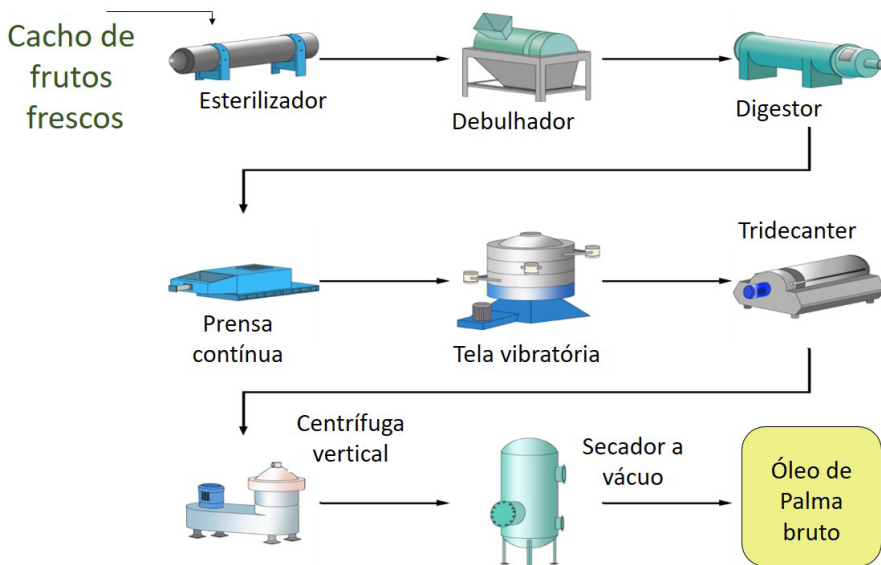 Cacho de
frutos
frescos
Esterilizador
Debulhador
Digestor
Prensa
contínua
Tela vibratória
Tridecanter
Centrífuga
vertical
Secador a
vácuo
Óleo de
Palma
bruto